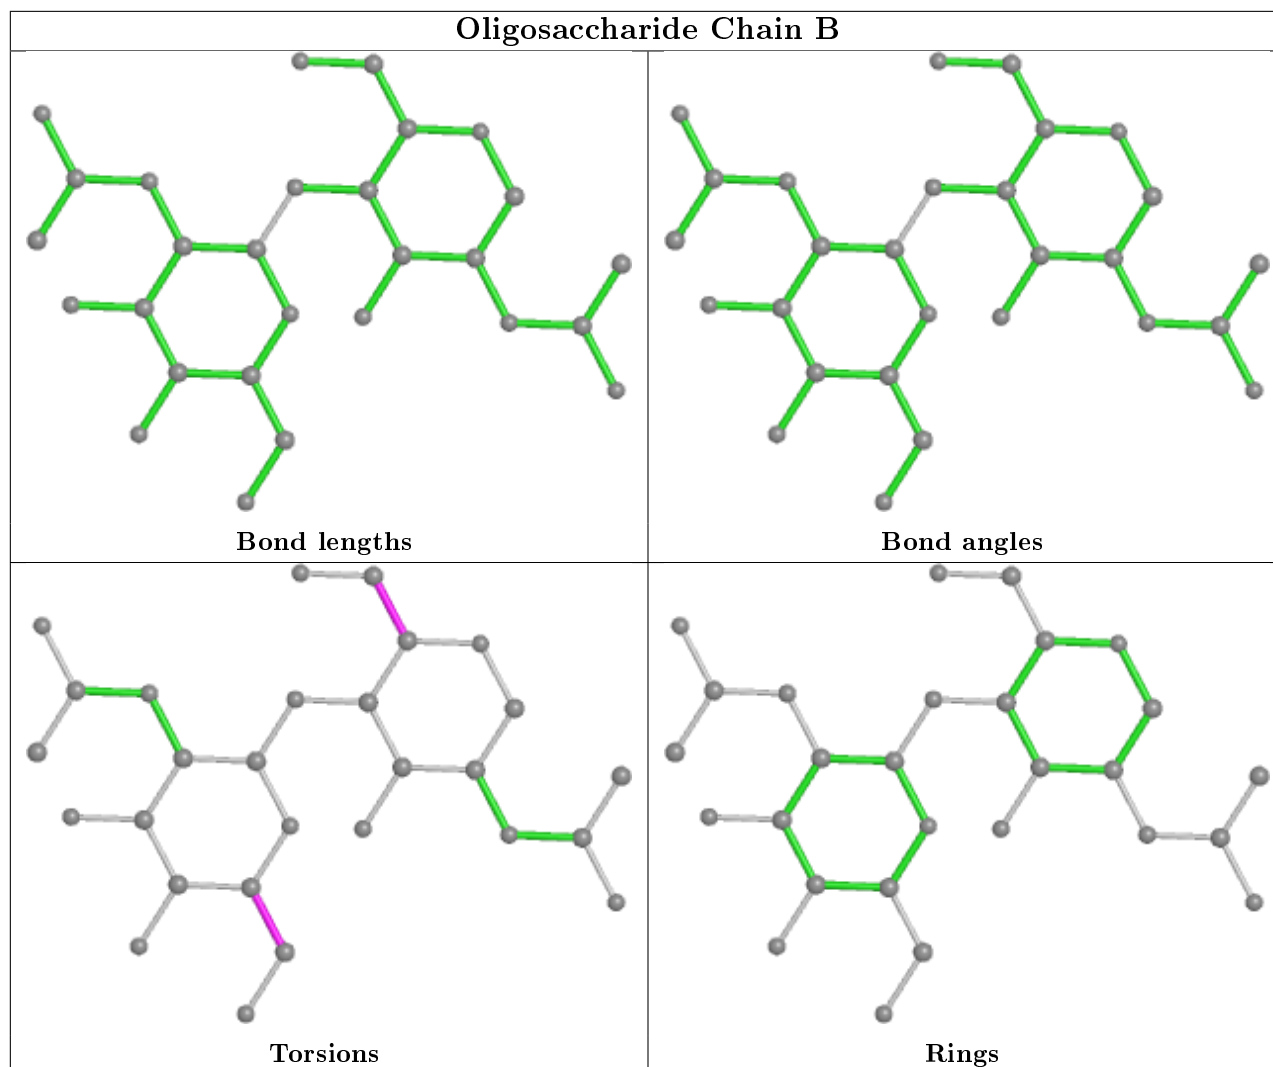 Oligosaccharide Chain B
Bond lengths
Bond angles
Torsions
Rings